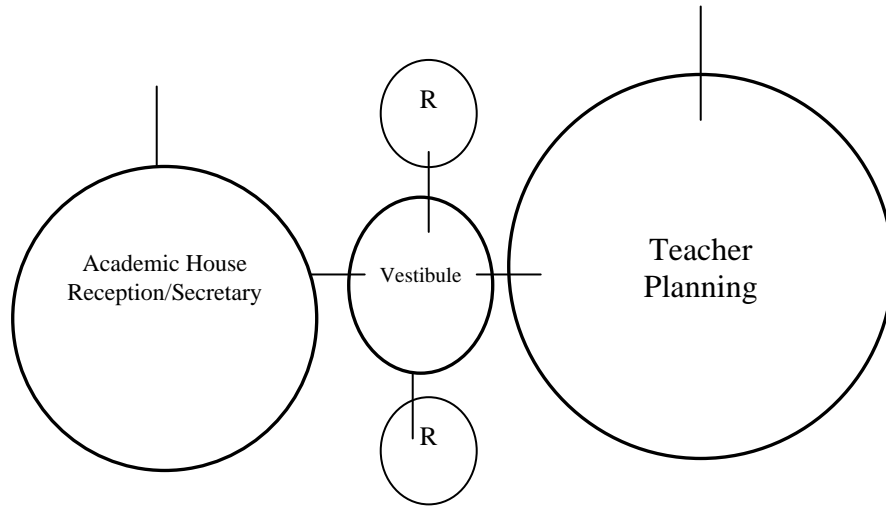 R
Academic House
Reception/Secretary
Vestibule
Teacher
Planning
R